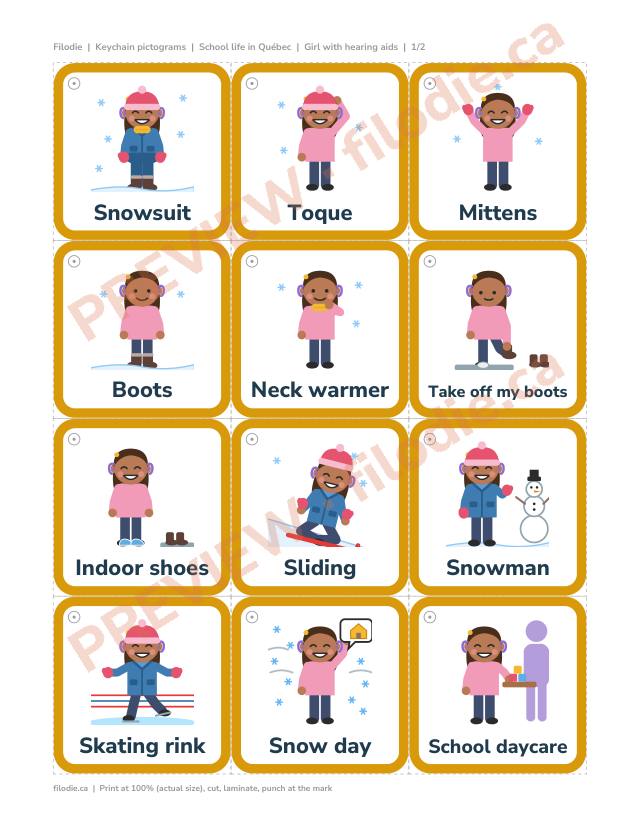 Filodie | Keychain pictograms | School life in Québec | Girl with hearing aids | 1/2
Snowsuit
Toque
Mittens
Boots
Neck warmer
Take off my boots
Indoor shoes
Sliding
Snowman
Skating rink
Snow day
School daycare
PREVIEW · filodie.ca
PREVIEW · filodie.ca
filodie.ca | Print at 100% (actual size), cut, laminate, punch at the mark